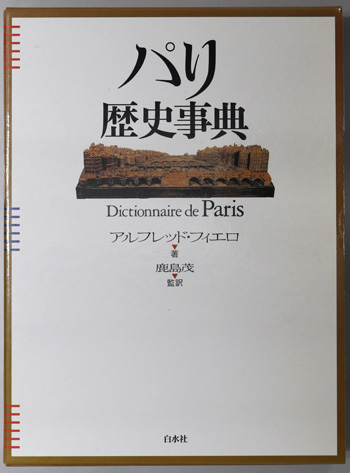 パリ
歴史事典
Dictionnaire de Paris
アルフレッド・フィエロ
著
鹿島茂
監訳
白水社